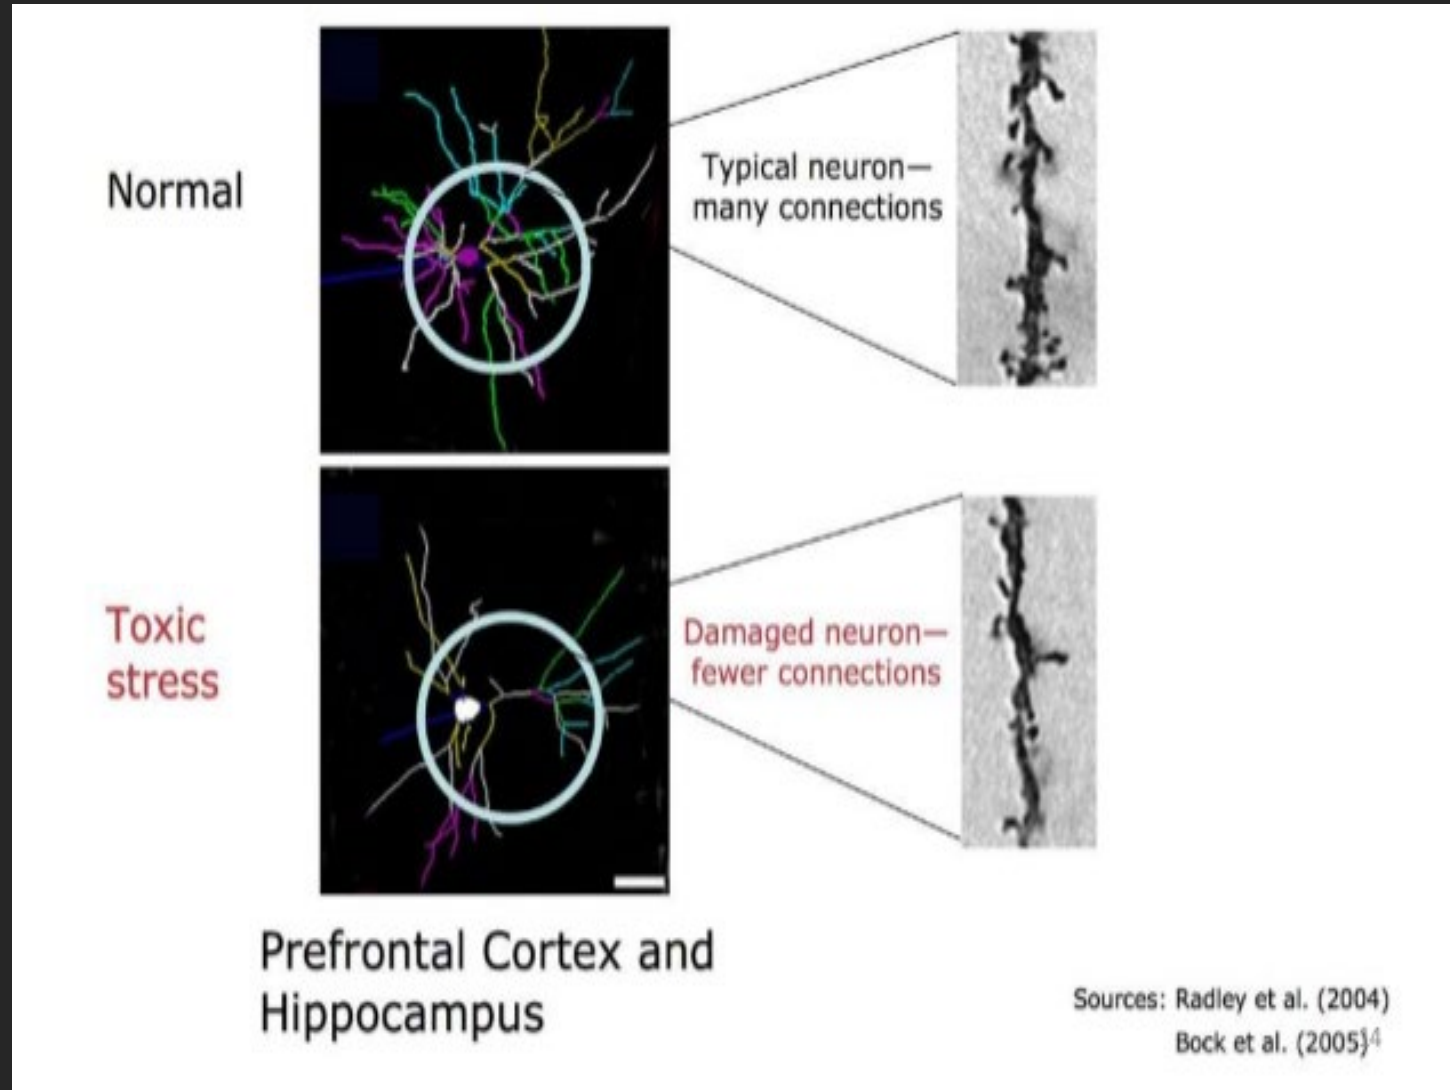 Normal
Typical neuron—
many connections
Toxic
stress
Damaged neuron—
fewer connections
Prefrontal Cortex and
Hippocampus
Sources: Radley et al. (2004)
Bock et al. (2005)
14